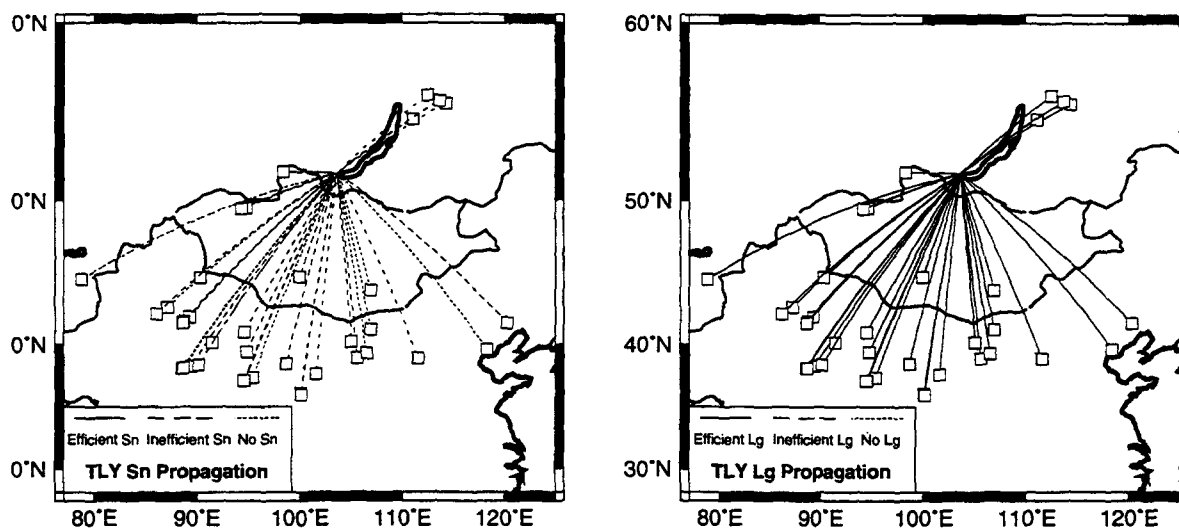 0°N
0°N
0°N
0°N
Efficient Sn Inefficient Sn No Sn
TLY Sn Propagation
80°E 90°E 100°E 110°E 120°E
60°N
50°N
40°N
30°N
Efficient Lg Inefficient Lg No Lg
TLY Lg Propagation
80°E 90°E 100°E 110°E 120°E